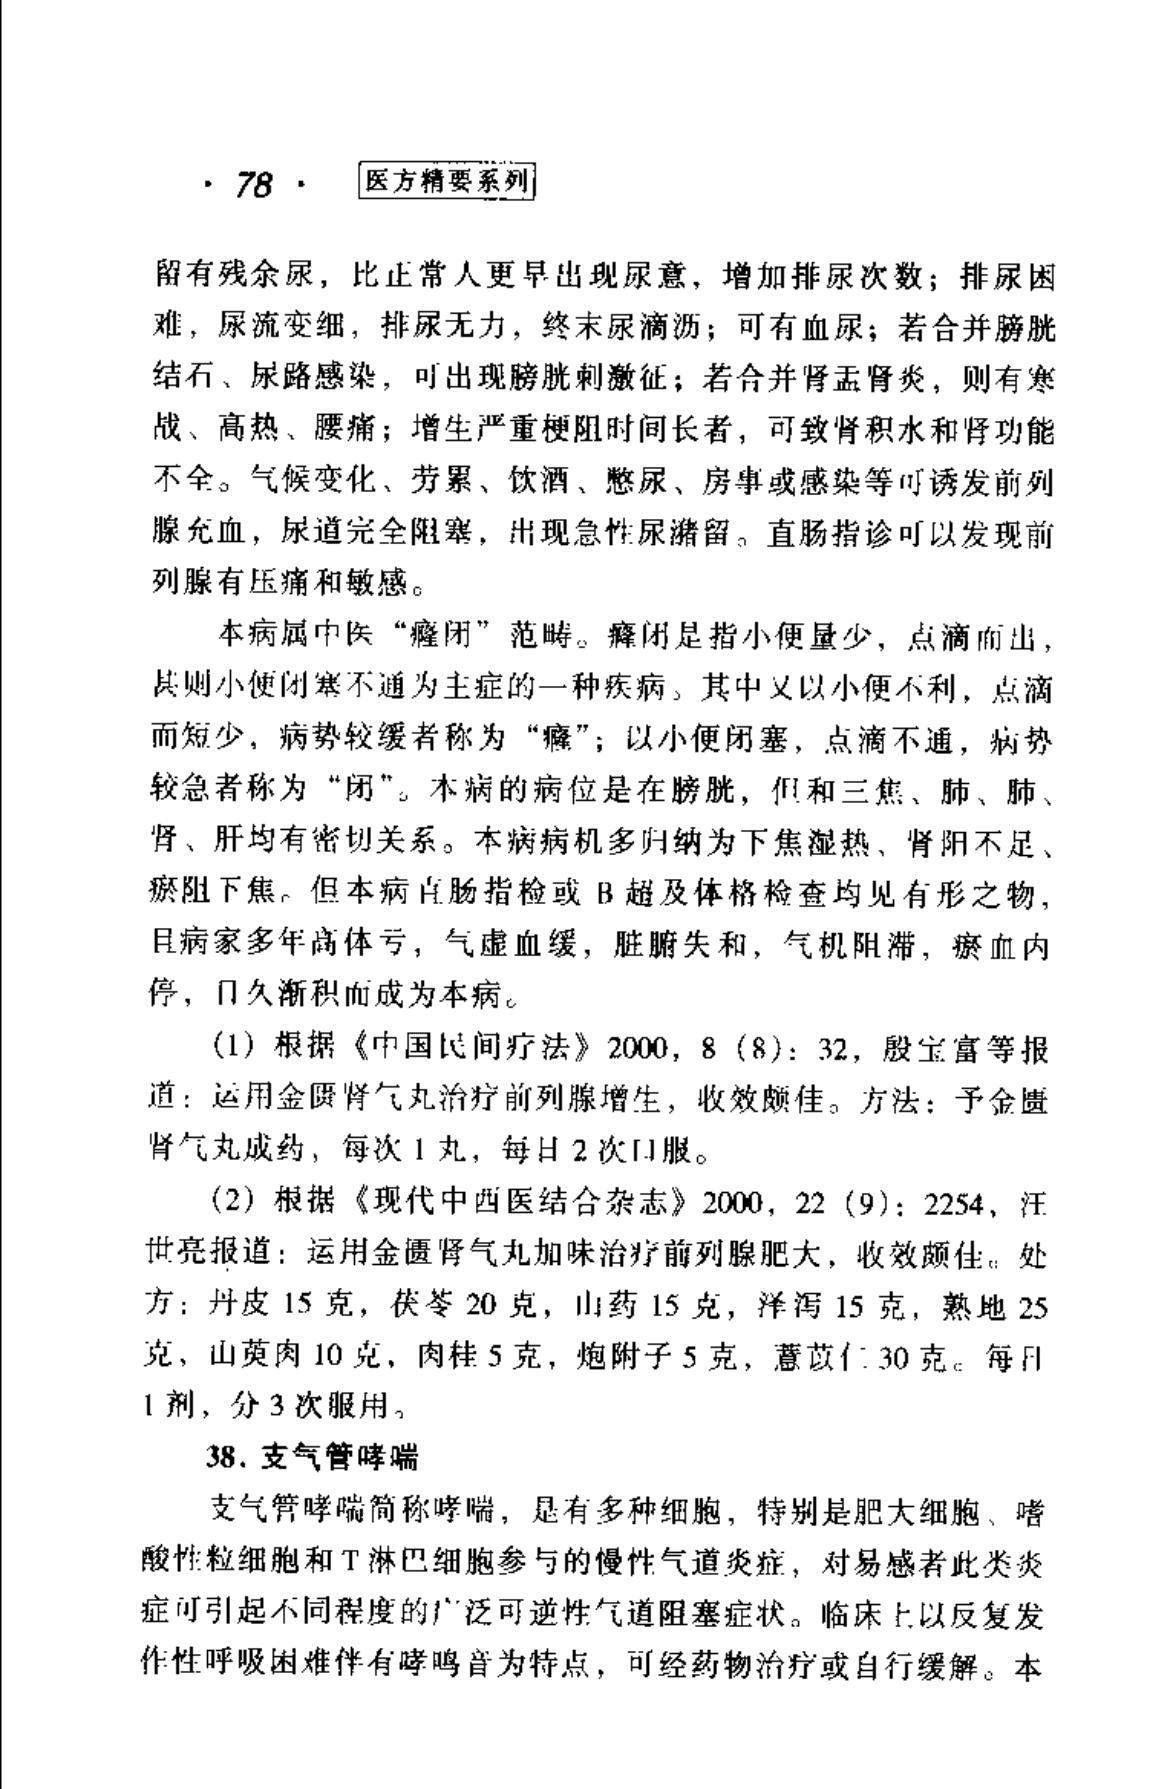 · 78 · 医方精要系列
留有残余尿，比正常人更早出现尿意，增加排尿次数；排尿困
难，尿流变细，排尿无力，终末尿滴沥；可有血尿；若合并膀胱
结石、尿路感染，可出现膀胱刺激征；若合并肾盂肾炎，则有寒
战、高热、腰痛；增生严重梗阻时间长者，可致肾积水和肾功能
不全。气候变化、劳累、饮酒、憋尿、房事或感染等可诱发前列
腺充血，尿道完全阻塞，出现急性尿潴留。直肠指诊可以发现前
列腺有压痛和敏感。
本病属中医“癃闭”范畴。癃闭是指小便量少，点滴而出，
甚则小便闭塞不通为主症的一种疾病。其中又以小便不利，点滴
而短少，病势较缓者称为“癃”；以小便闭塞，点滴不通，病势
较急者称为“闭”。本病的病位是在膀胱，但和三焦、肺、肺、
肾、肝均有密切关系。本病病机多归纳为下焦湿热、肾阳不足、
瘀阻下焦。但本病直肠指检或 B 超及体格检查均见有形之物，
且病家多年高体亏，气虚血缓，脏腑失和，气机阻滞，瘀血内
停，日久渐积而成为本病。
(1) 根据《中国民间疗法》2000，8 (8)：32，殷宝富等报
道：运用金匮肾气丸治疗前列腺增生，收效颇佳。方法：予金匮
肾气丸成药，每次 1 丸，每日 2 次口服。
(2) 根据《现代中西医结合杂志》2000，22 (9)：2254，汪
世亮报道：运用金匮肾气丸加味治疗前列腺肥大，收效颇佳。处
方：丹皮 15 克，茯苓 20 克，山药 15 克，泽泻 15 克，熟地 25
克，山萸肉 10 克，肉桂 5 克，炮附子 5 克，薏苡仁 30 克。每日
1 剂，分 3 次服用。
38．支气管哮喘
支气管哮喘简称哮喘，是有多种细胞，特别是肥大细胞、嗜
酸性粒细胞和 T 淋巴细胞参与的慢性气道炎症，对易感者此类炎
症可引起不同程度的广泛可逆性气道阻塞症状。临床上以反复发
作性呼吸困难伴有哮鸣音为特点，可经药物治疗或自行缓解。本